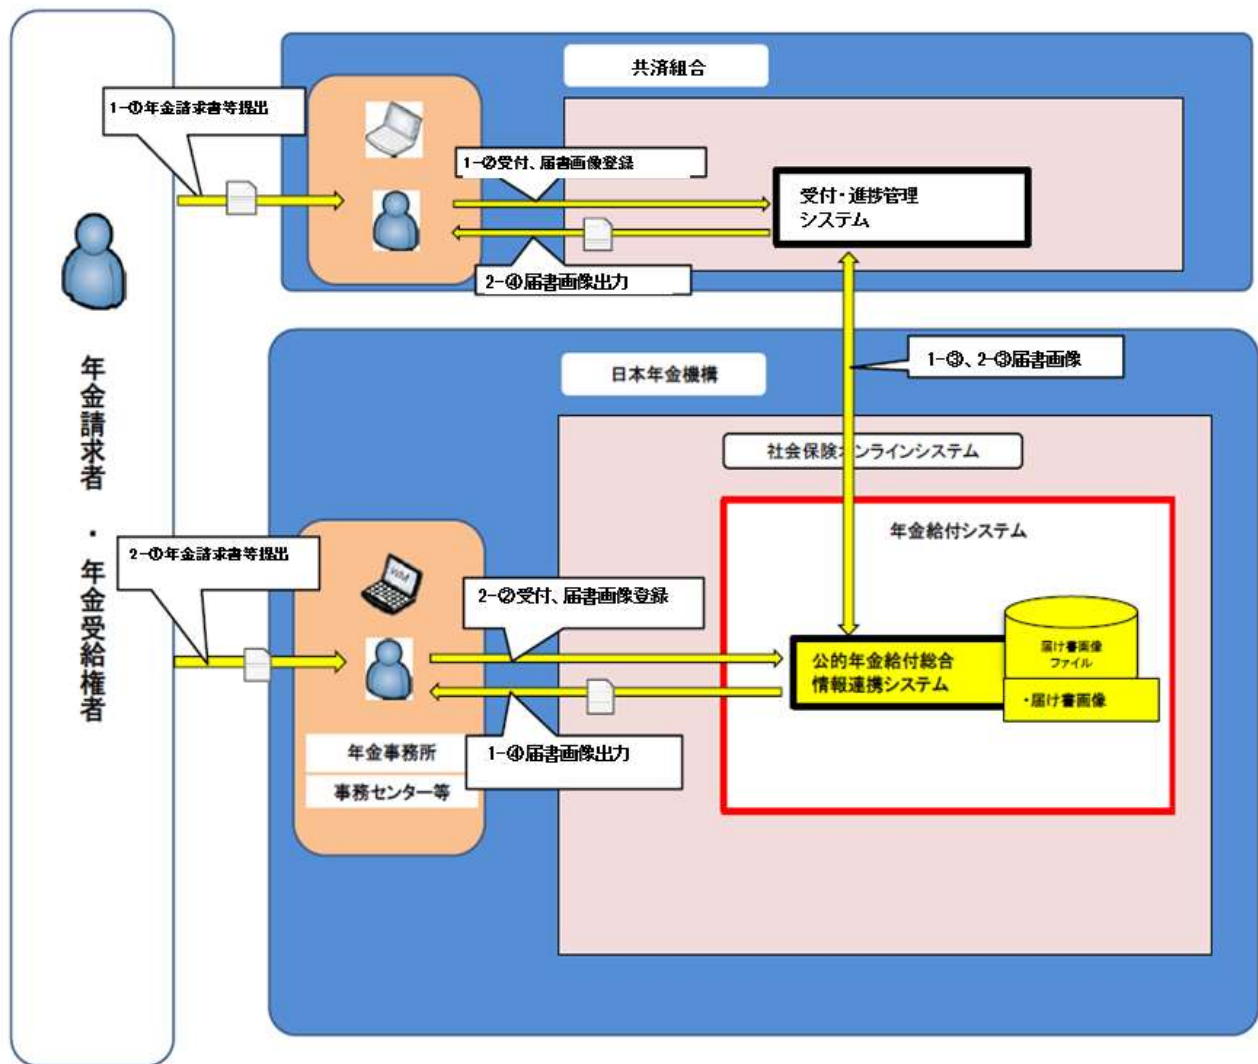 共済組合
1-①年金請求書等提出
1-②受付、届書画像登録
受付・進捗管理
システム
2-④届書画像出力
1-③、2-③届書画像
日本年金機構
社会保険オンラインシステム
年金給付システム
年金請求者・年金受給権者
2-①年金請求書等提出
2-②受付、届書画像登録
届け書画像
ファイル
公的年金給付総合
情報連携システム
・届け書画像
1-④届書画像出力
年金事務所
事務センター等
WM